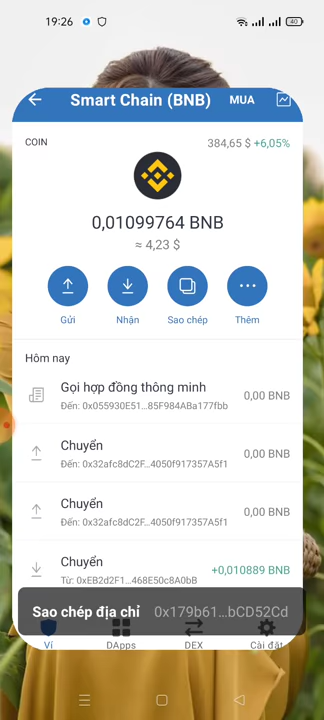 19:26
40
Smart Chain (BNB)
MUA
COIN
384,65 $ +6,05%
0,01099764 BNB
≈ 4,23 $
Gửi
Nhận
Sao chép
Thêm
Hôm nay
Gọi hợp đồng thông minh
0,00 BNB
Đến: 0x055930E51...85F984ABa177fbb
Chuyển
0,00 BNB
Đến: 0x32afc8dC2F...4050f917357A5f1
Chuyển
0,00 BNB
Đến: 0x32afc8dC2F...4050f917357A5f1
Chuyển
+0,010889 BNB
Từ: 0xEB2d2F1...468E50c8A0bB
Sao chép địa chỉ 0x179b61...bCD52Cd
Ví
DApps
DEX
Cài đặt